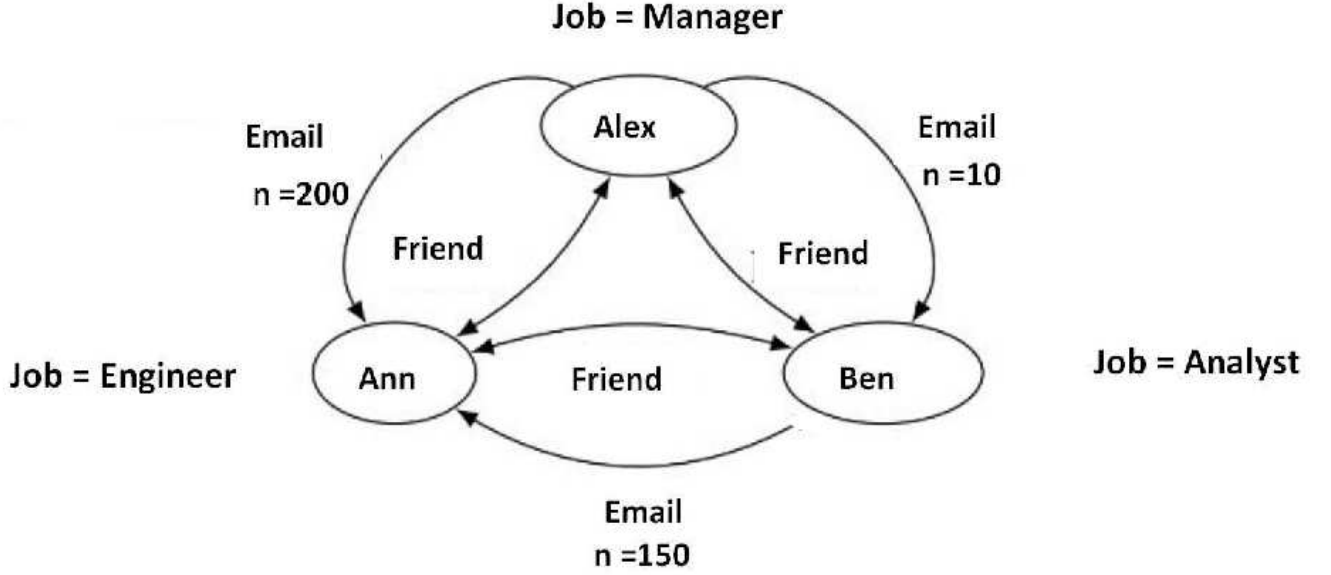 Job = Manager
Alex
Email
n =200
Email
n =10
Friend
Friend
Job = Engineer
Ann
Friend
Ben
Job = Analyst
Email
n =150